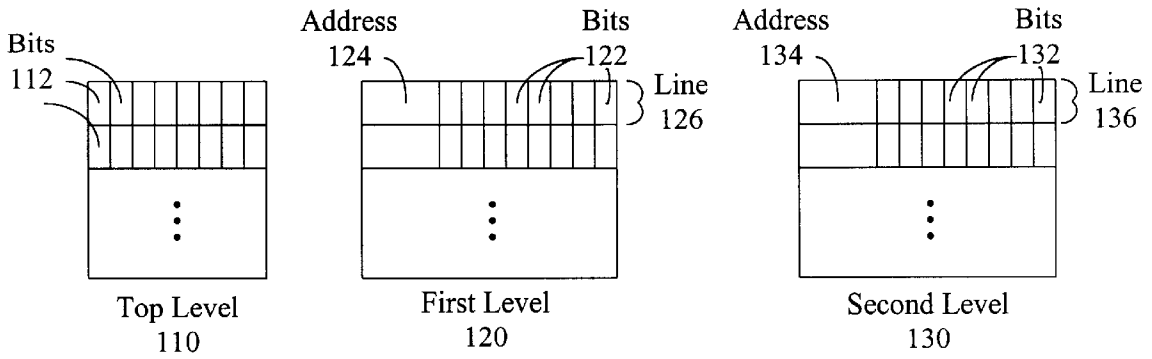 Bits
112
Top Level
110
Address
124
Bits
122
Line
126
First Level
120
Address
134
Bits
132
Line
136
Second Level
130